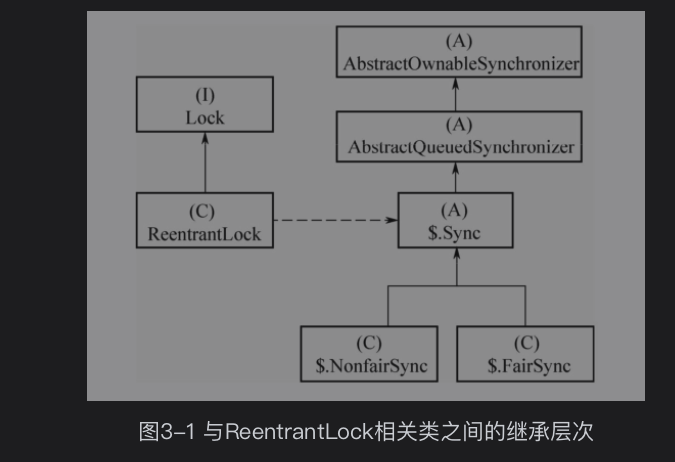 (A)
AbstractOwnableSynchronizer
(I)
Lock
(A)
AbstractQueuedSynchronizer
(C)
ReentrantLock
(A)
$.Sync
(C)
$.NonfairSync
(C)
$.FairSync
图3-1 与ReentrantLock相关类之间的继承层次